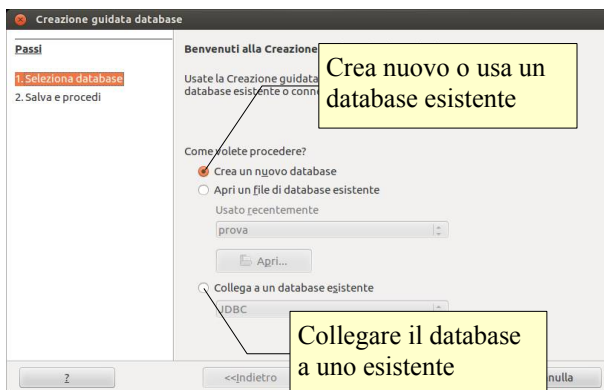 Creazione guidata database
Passi
1. Seleziona database
2. Salva e procedi
Benvenuti alla Creazione
Usate la Creazione guidata
database esistente o conne
Crea nuovo o usa un
database esistente
Come volete procedere?
Crea un nuovo database
Apri un file di database esistente
Usato recentemente
prova
Apri...
Collega a un database esistente
JDBC
Collegare il database
a uno esistente
?
<<Indietro
nulla